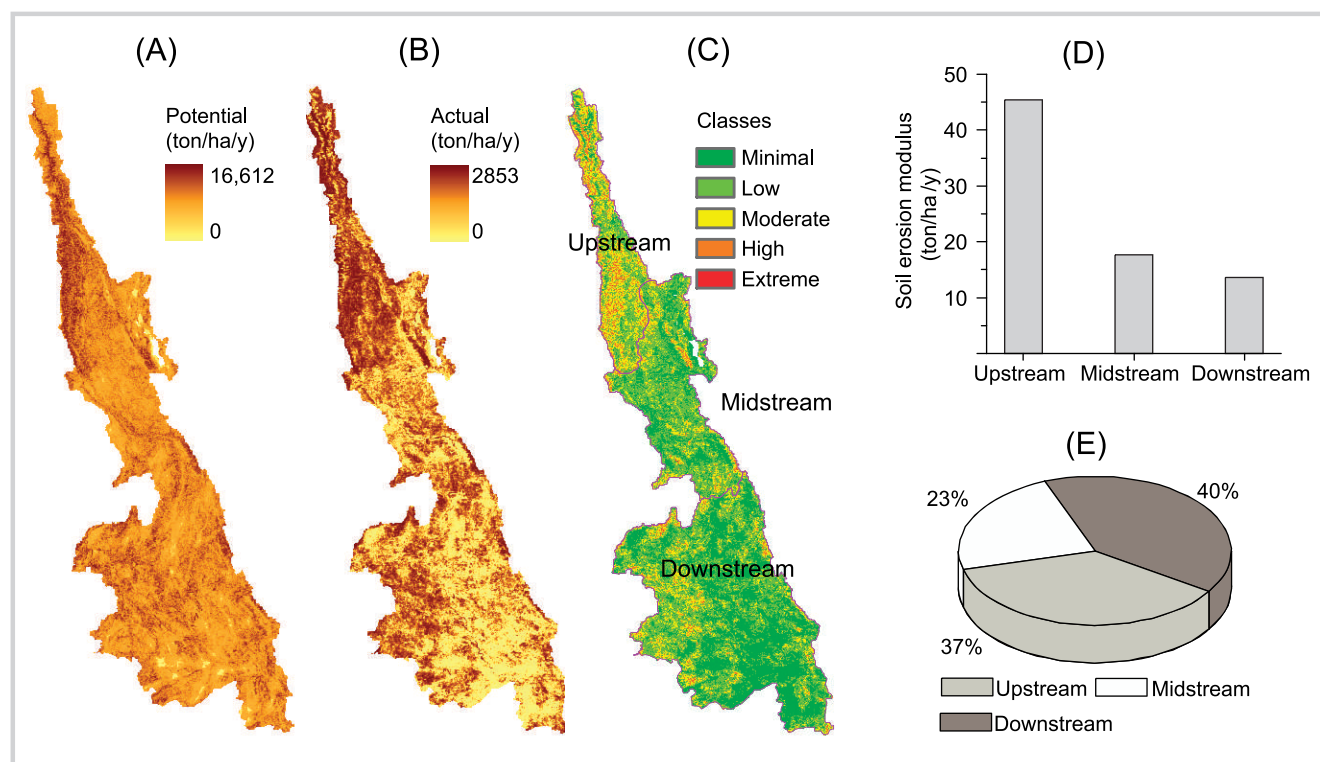 (A)
Potential
(ton/ha/y)
16,612
0
(B)
Actual
(ton/ha/y)
2853
0
(C)
Classes
Minimal
Low
Moderate
High
Extreme
Upstream
Midstream
Downstream
(D)
Soil erosion modulus
(ton/ha/y)
50
40
30
20
10
Upstream Midstream Downstream
(E)
23%
40%
37%
Upstream Midstream
Downstream